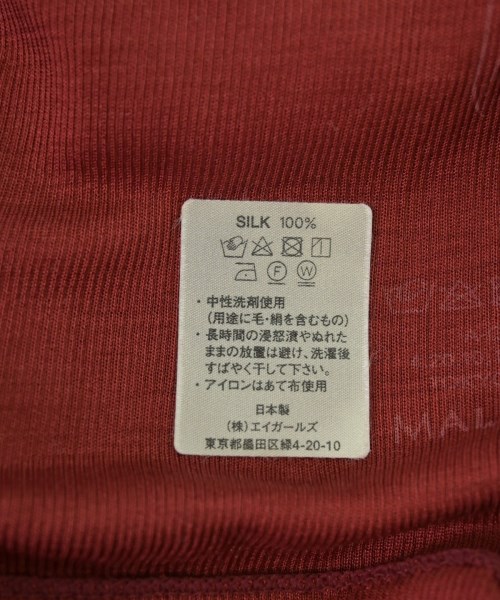 SILK 100%
F W
・中性洗剤使用
(用途に毛・絹を含むもの)
・長時間の浸怒漬やぬれた
ままの放置は避け、洗濯後
すばやく干して下さい。
・アイロンはあて布使用
日本製
(株)エイガールズ
東京都墨田区緑4-20-10
MAL